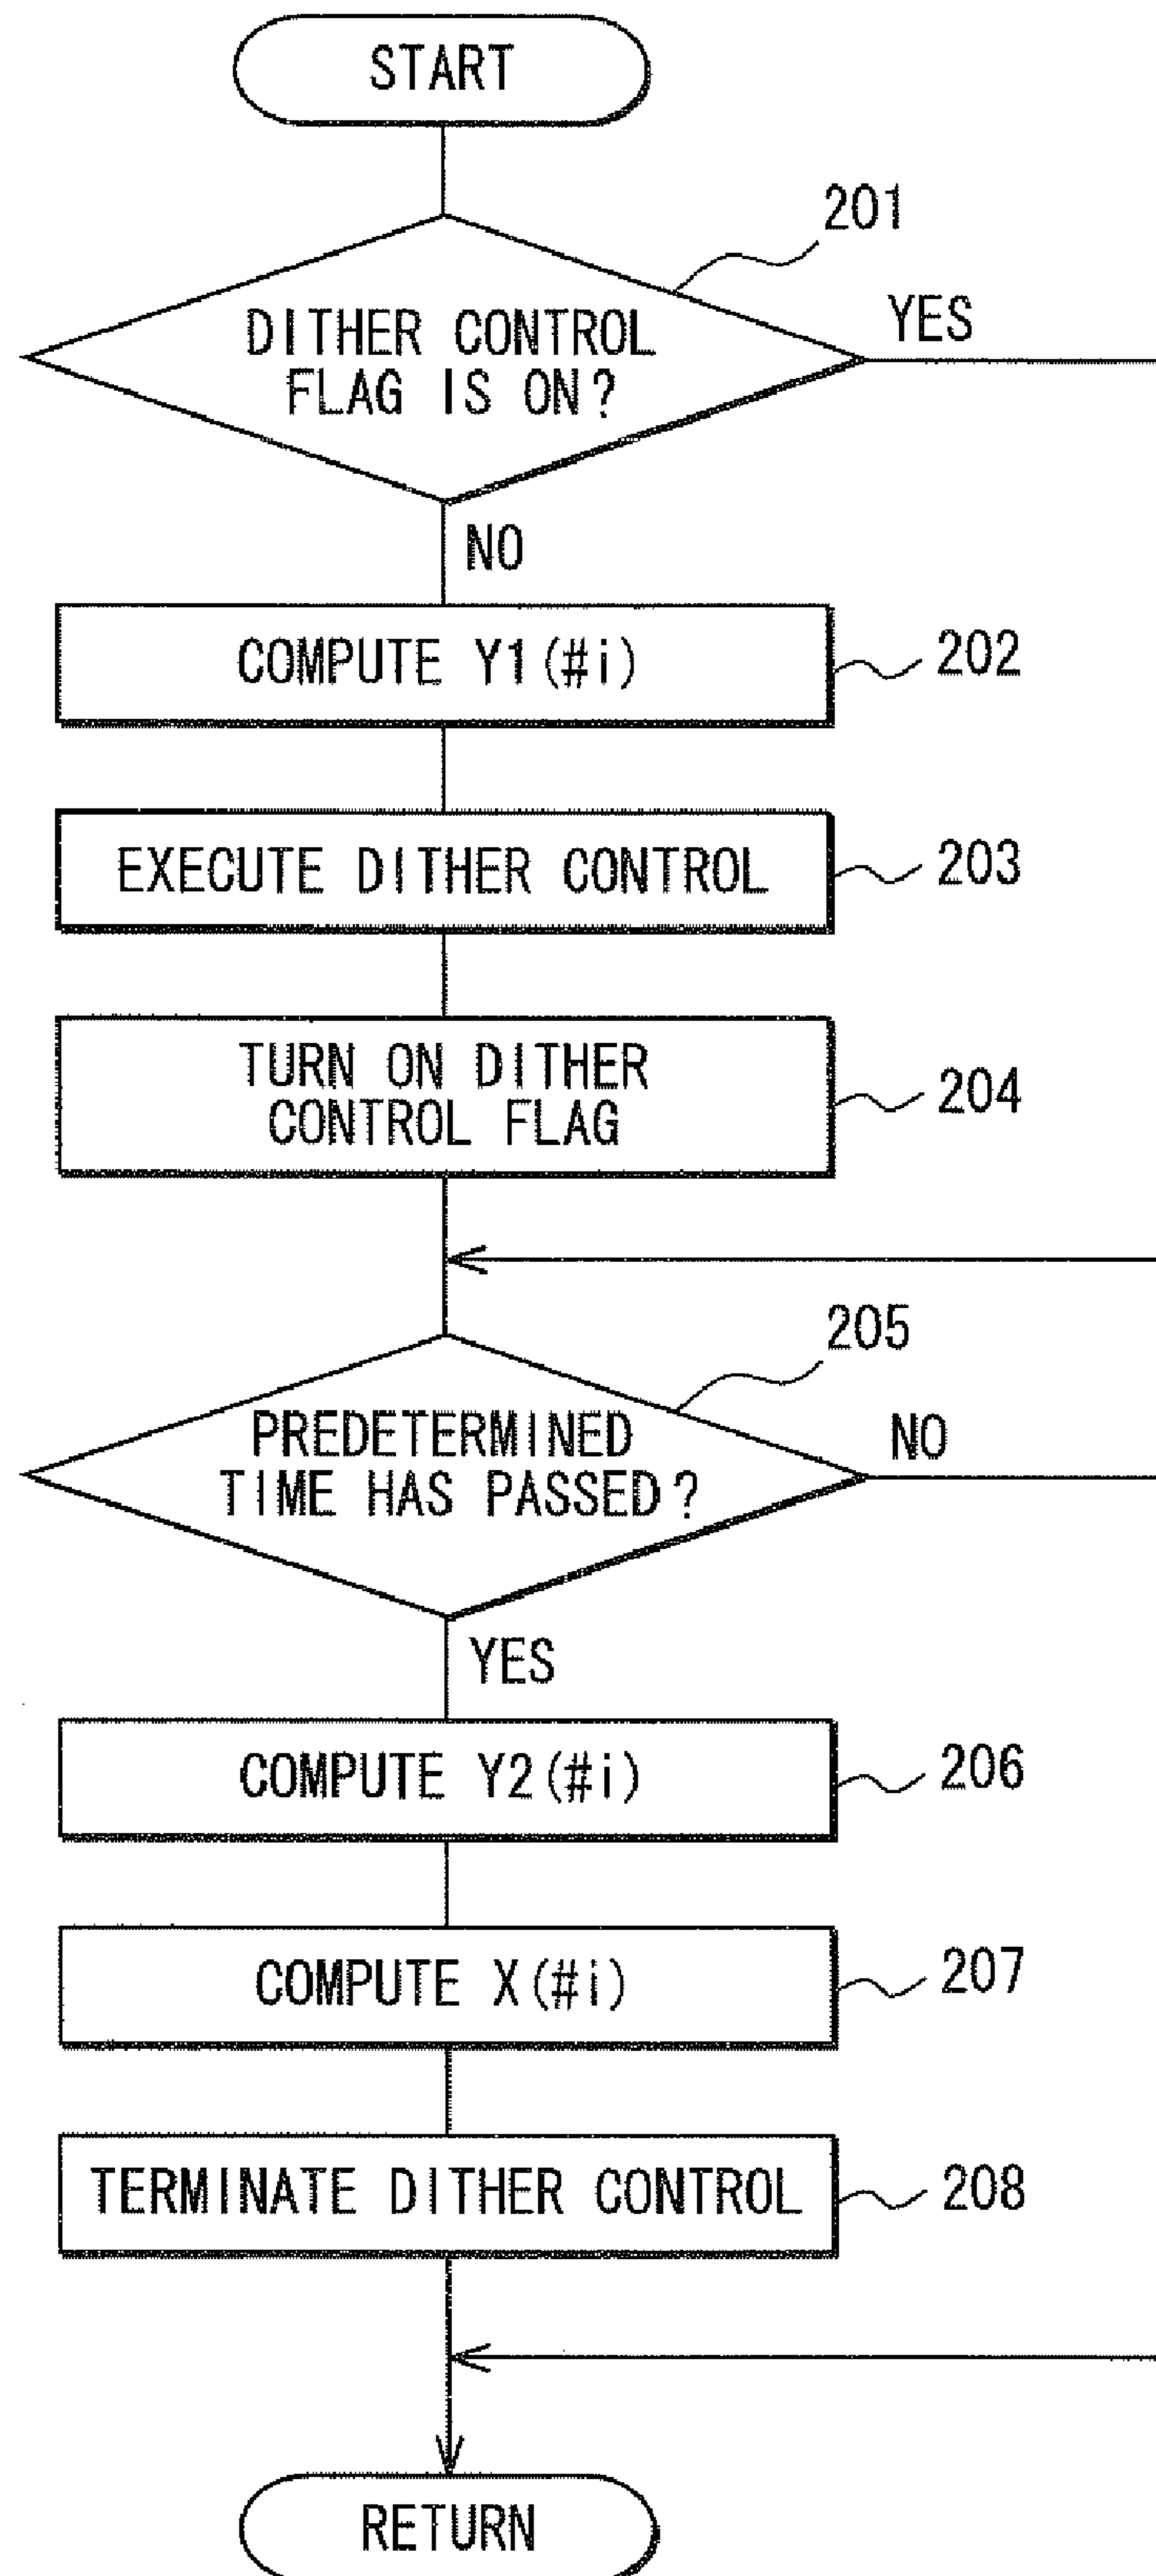 START
201
DITHER CONTROL
FLAG IS ON?
YES
NO
COMPUTE Y1(#i)
202
EXECUTE DITHER CONTROL
203
TURN ON DITHER
CONTROL FLAG
204
205
PREDETERMINED
TIME HAS PASSED?
NO
YES
COMPUTE Y2(#i)
206
COMPUTE X(#i)
207
TERMINATE DITHER CONTROL
208
RETURN